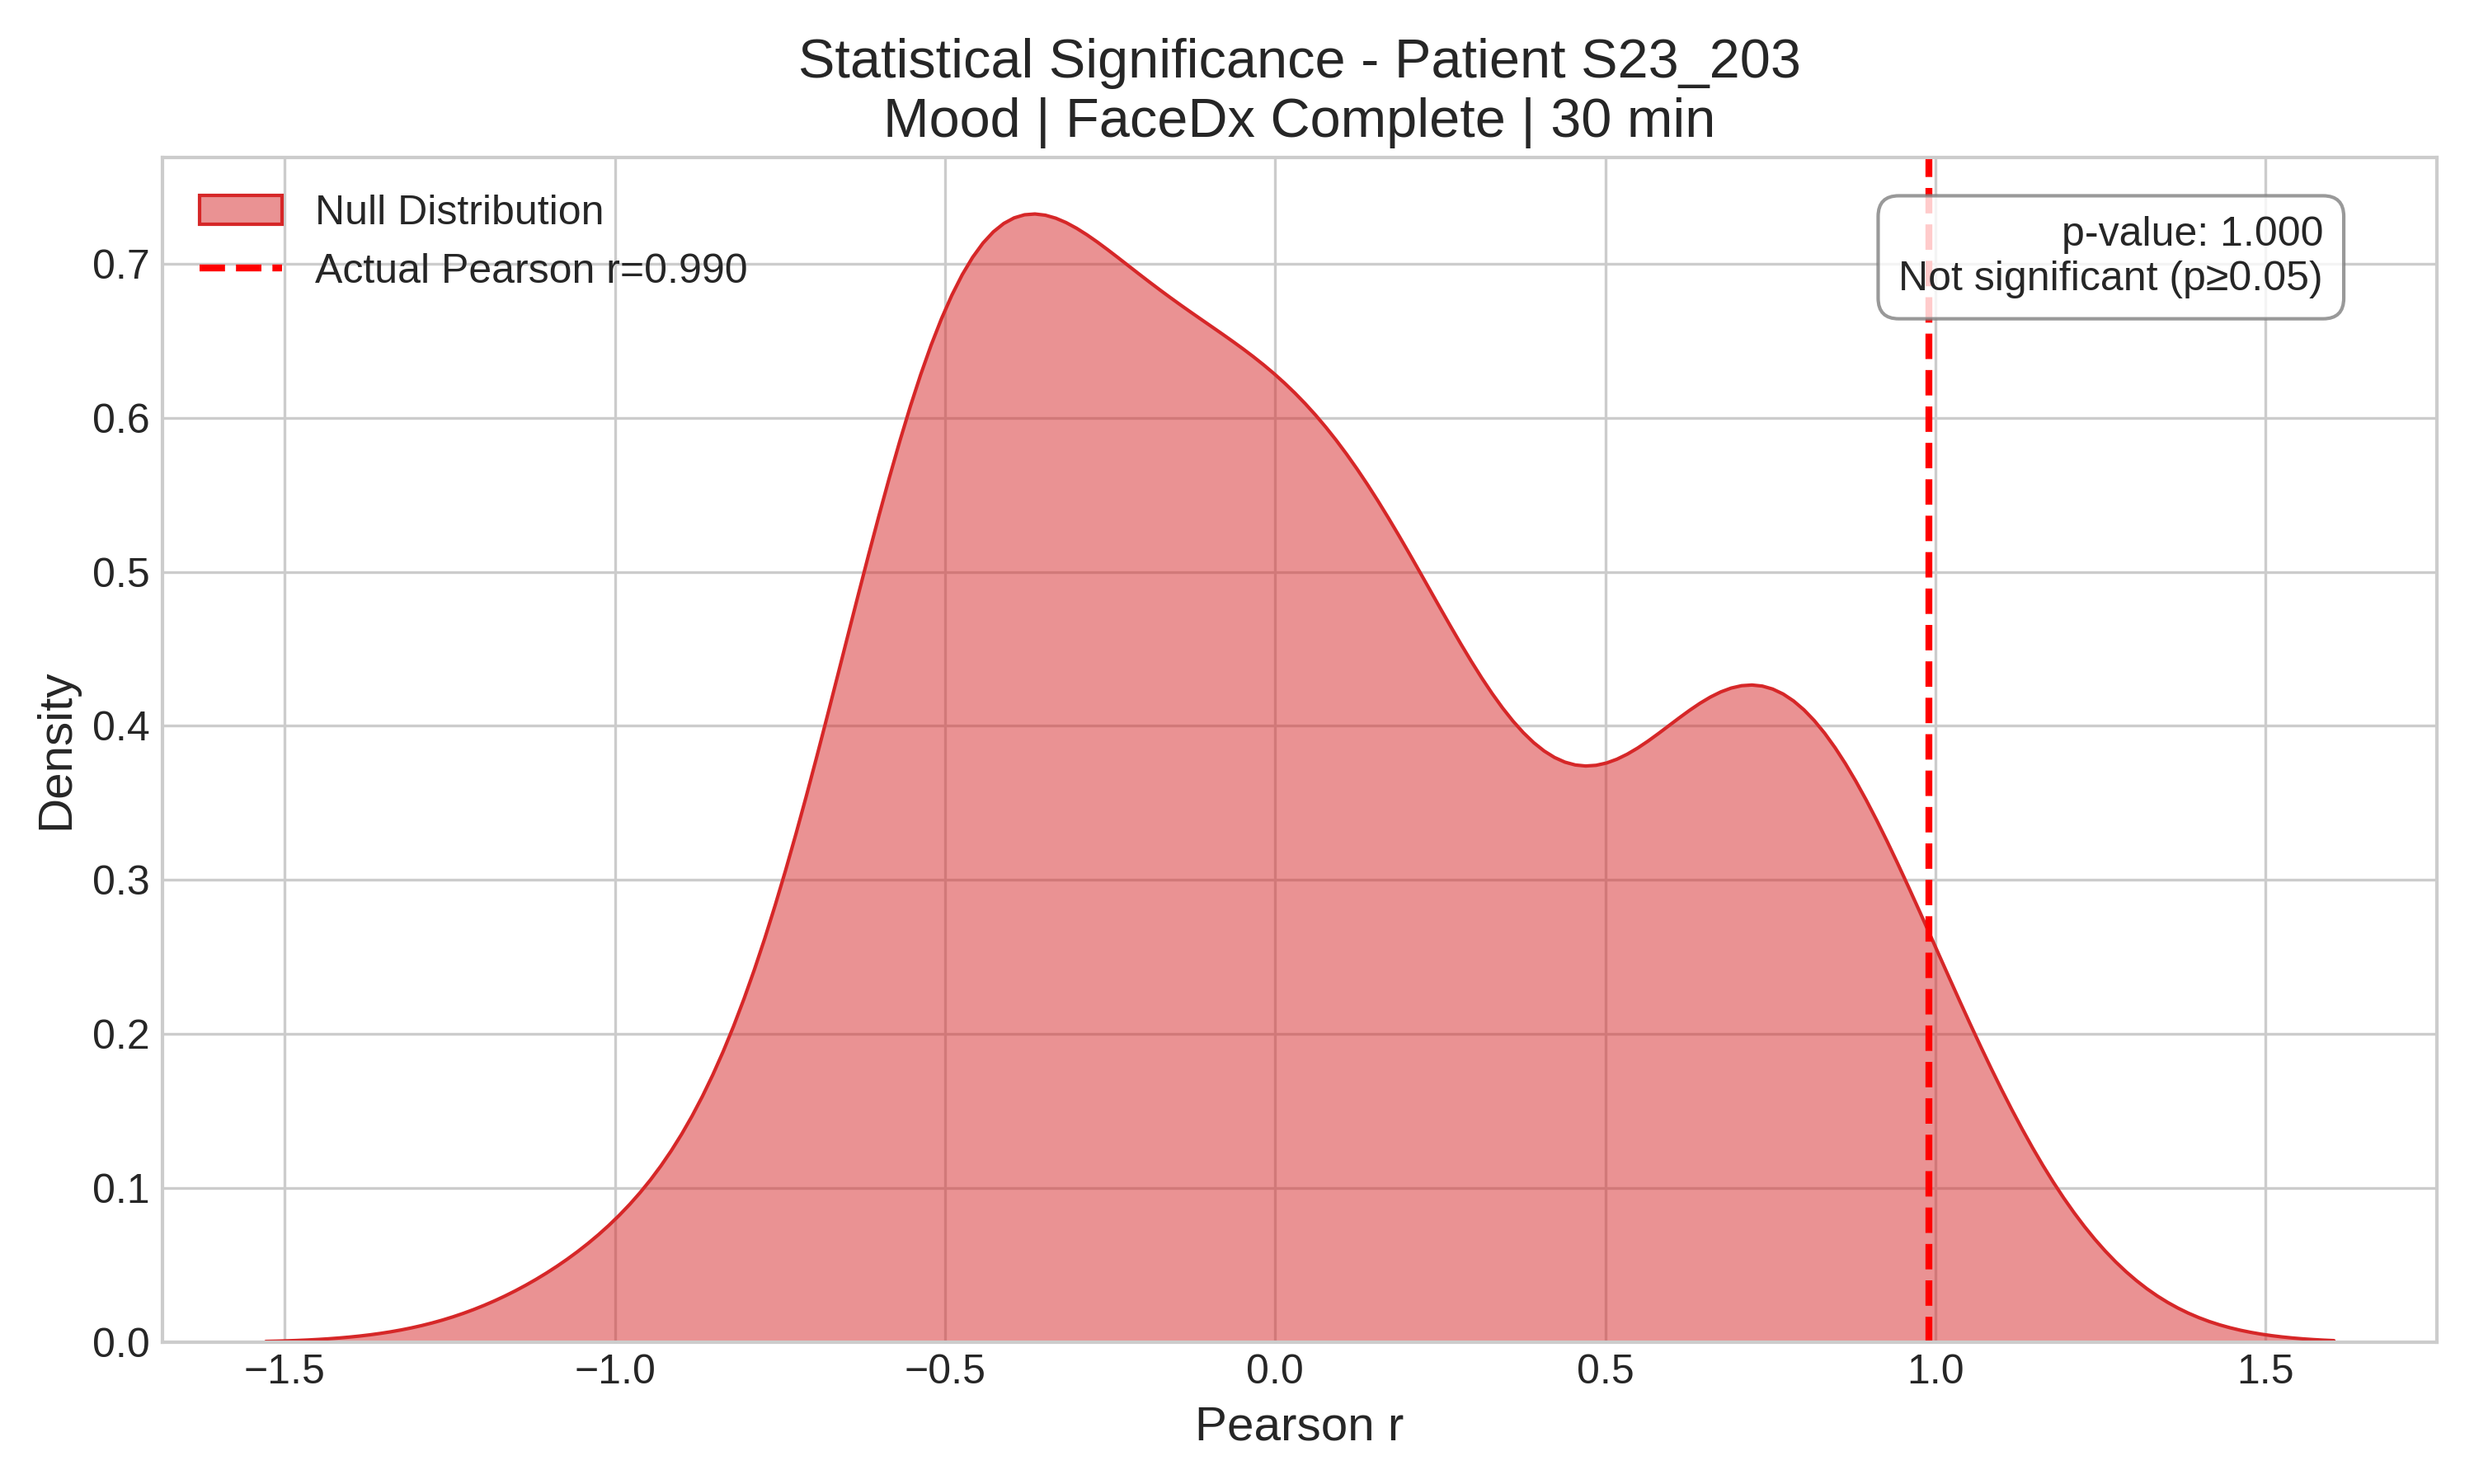 Statistical Significance - Patient S23_203
Mood | FaceDx Complete | 30 min
Null Distribution
Actual Pearson r=0.990
p-value: 1.000
Not significant (p≥0.05)
Density
0.7
0.6
0.5
0.4
0.3
0.2
0.1
0.0
−1.5 −1.0 −0.5 0.0 0.5 1.0 1.5
Pearson r